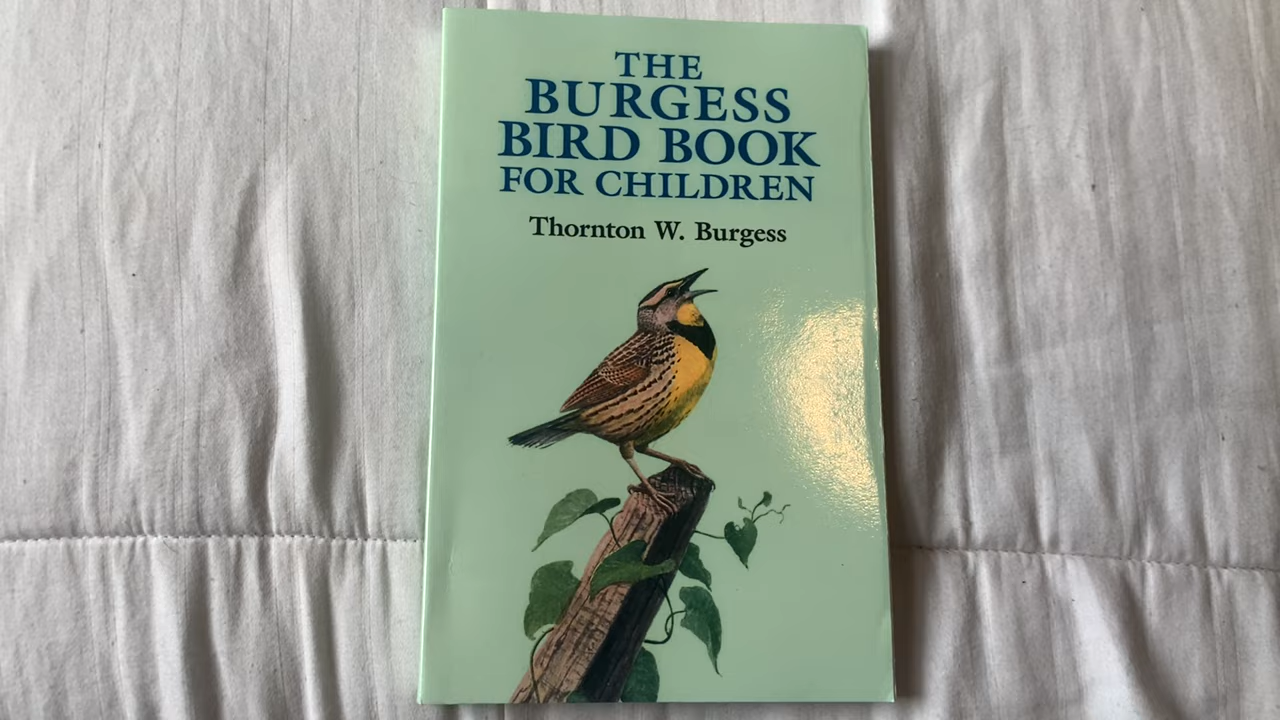 THE
BURGESS
BIRD BOOK
FOR CHILDREN
Thornton W. Burgess